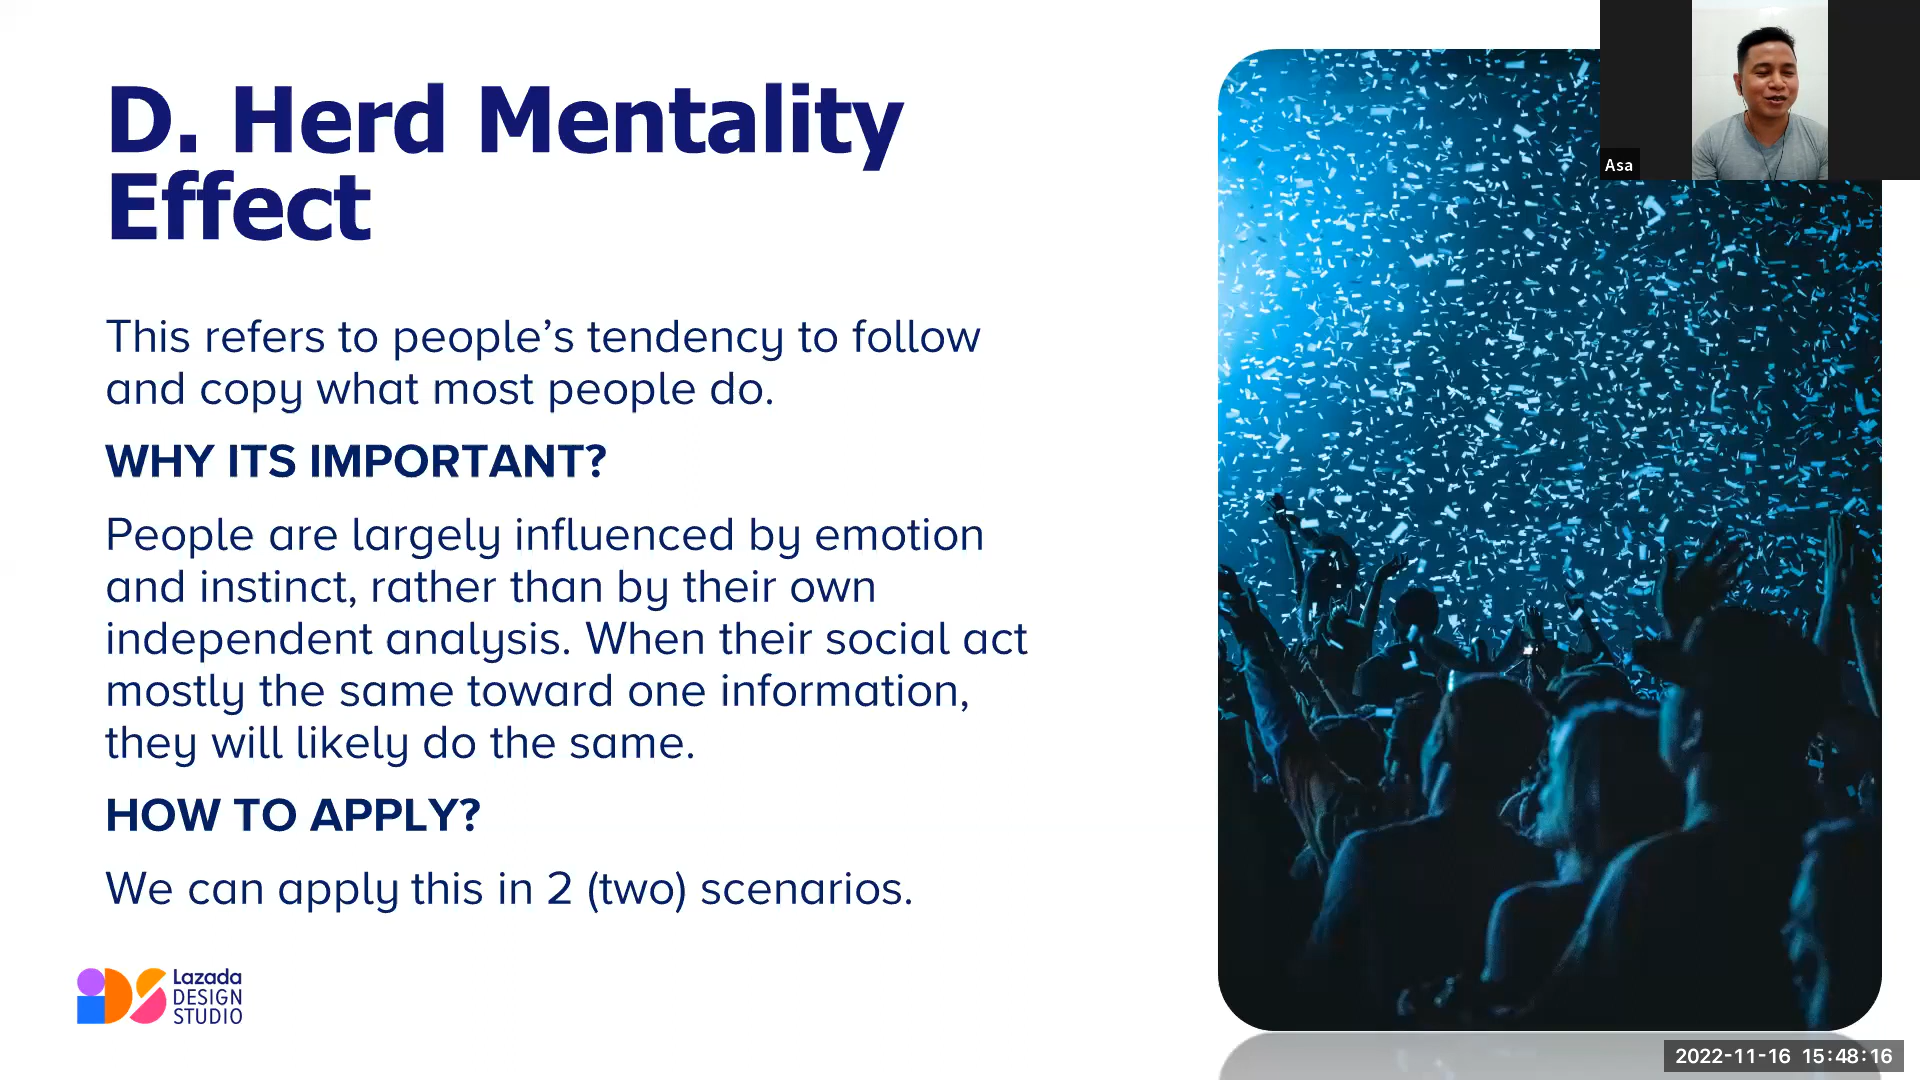 D. Herd Mentality
Effect
This refers to people’s tendency to follow
and copy what most people do.
WHY ITS IMPORTANT?
People are largely influenced by emotion
and instinct, rather than by their own
independent analysis. When their social act
mostly the same toward one information,
they will likely do the same.
HOW TO APPLY?
We can apply this in 2 (two) scenarios.
Lazada
DESIGN
STUDIO
Asa
2022-11-16 15:48:16